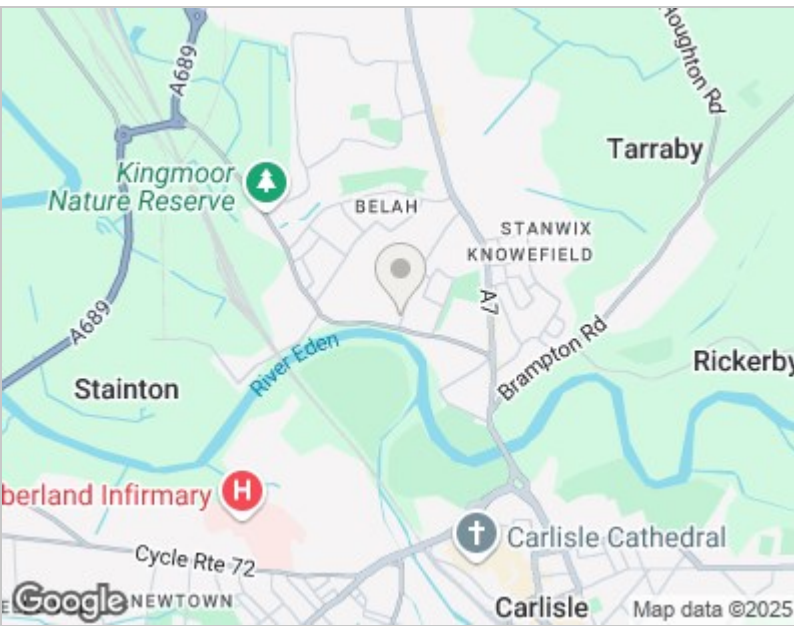 A689
Houghton Rd
Tarraby
Kingmoor
Nature Reserve
BELAH
STANWIX
KNOWEFIELD
A7
A689
River Eden
Brampton Rd
Rickerby
Stainton
berland Infirmary
H
Carlisle Cathedral
Cycle Rte 72
NEWTOWN
Google
Carlisle
Map data ©2025